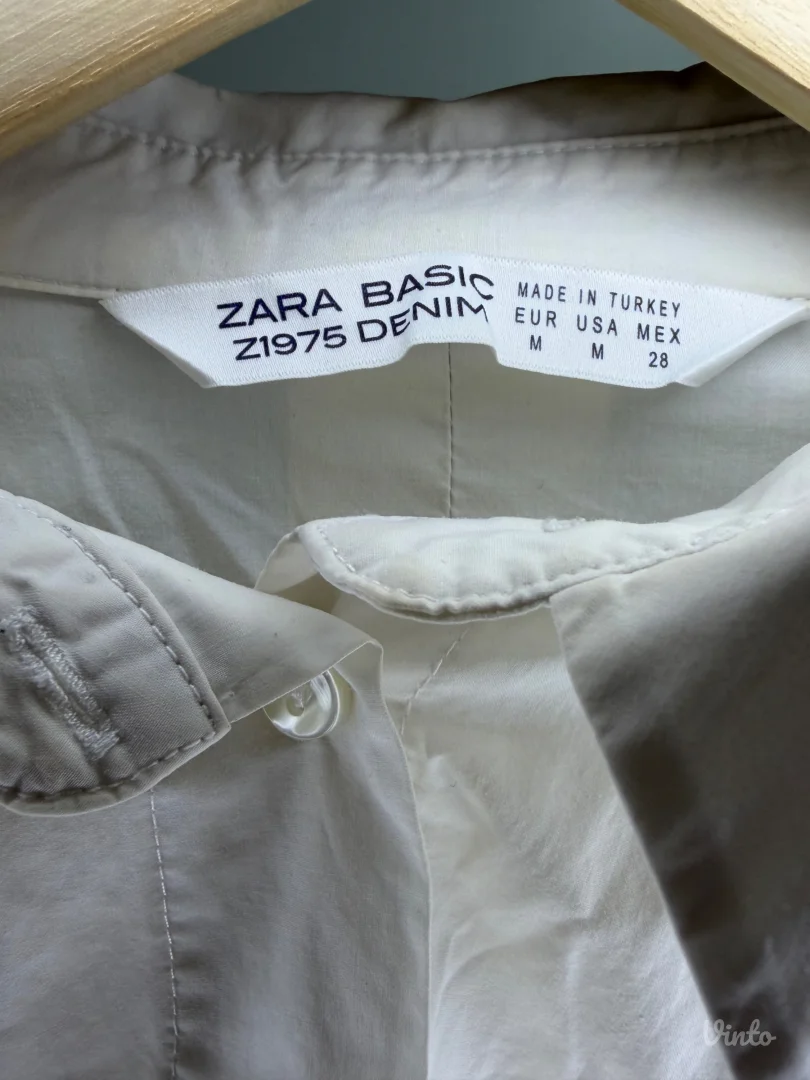 ZARA BASIC
Z1975 DENIM
MADE IN TURKEY
EUR USA MEX
M M 28
Vinto